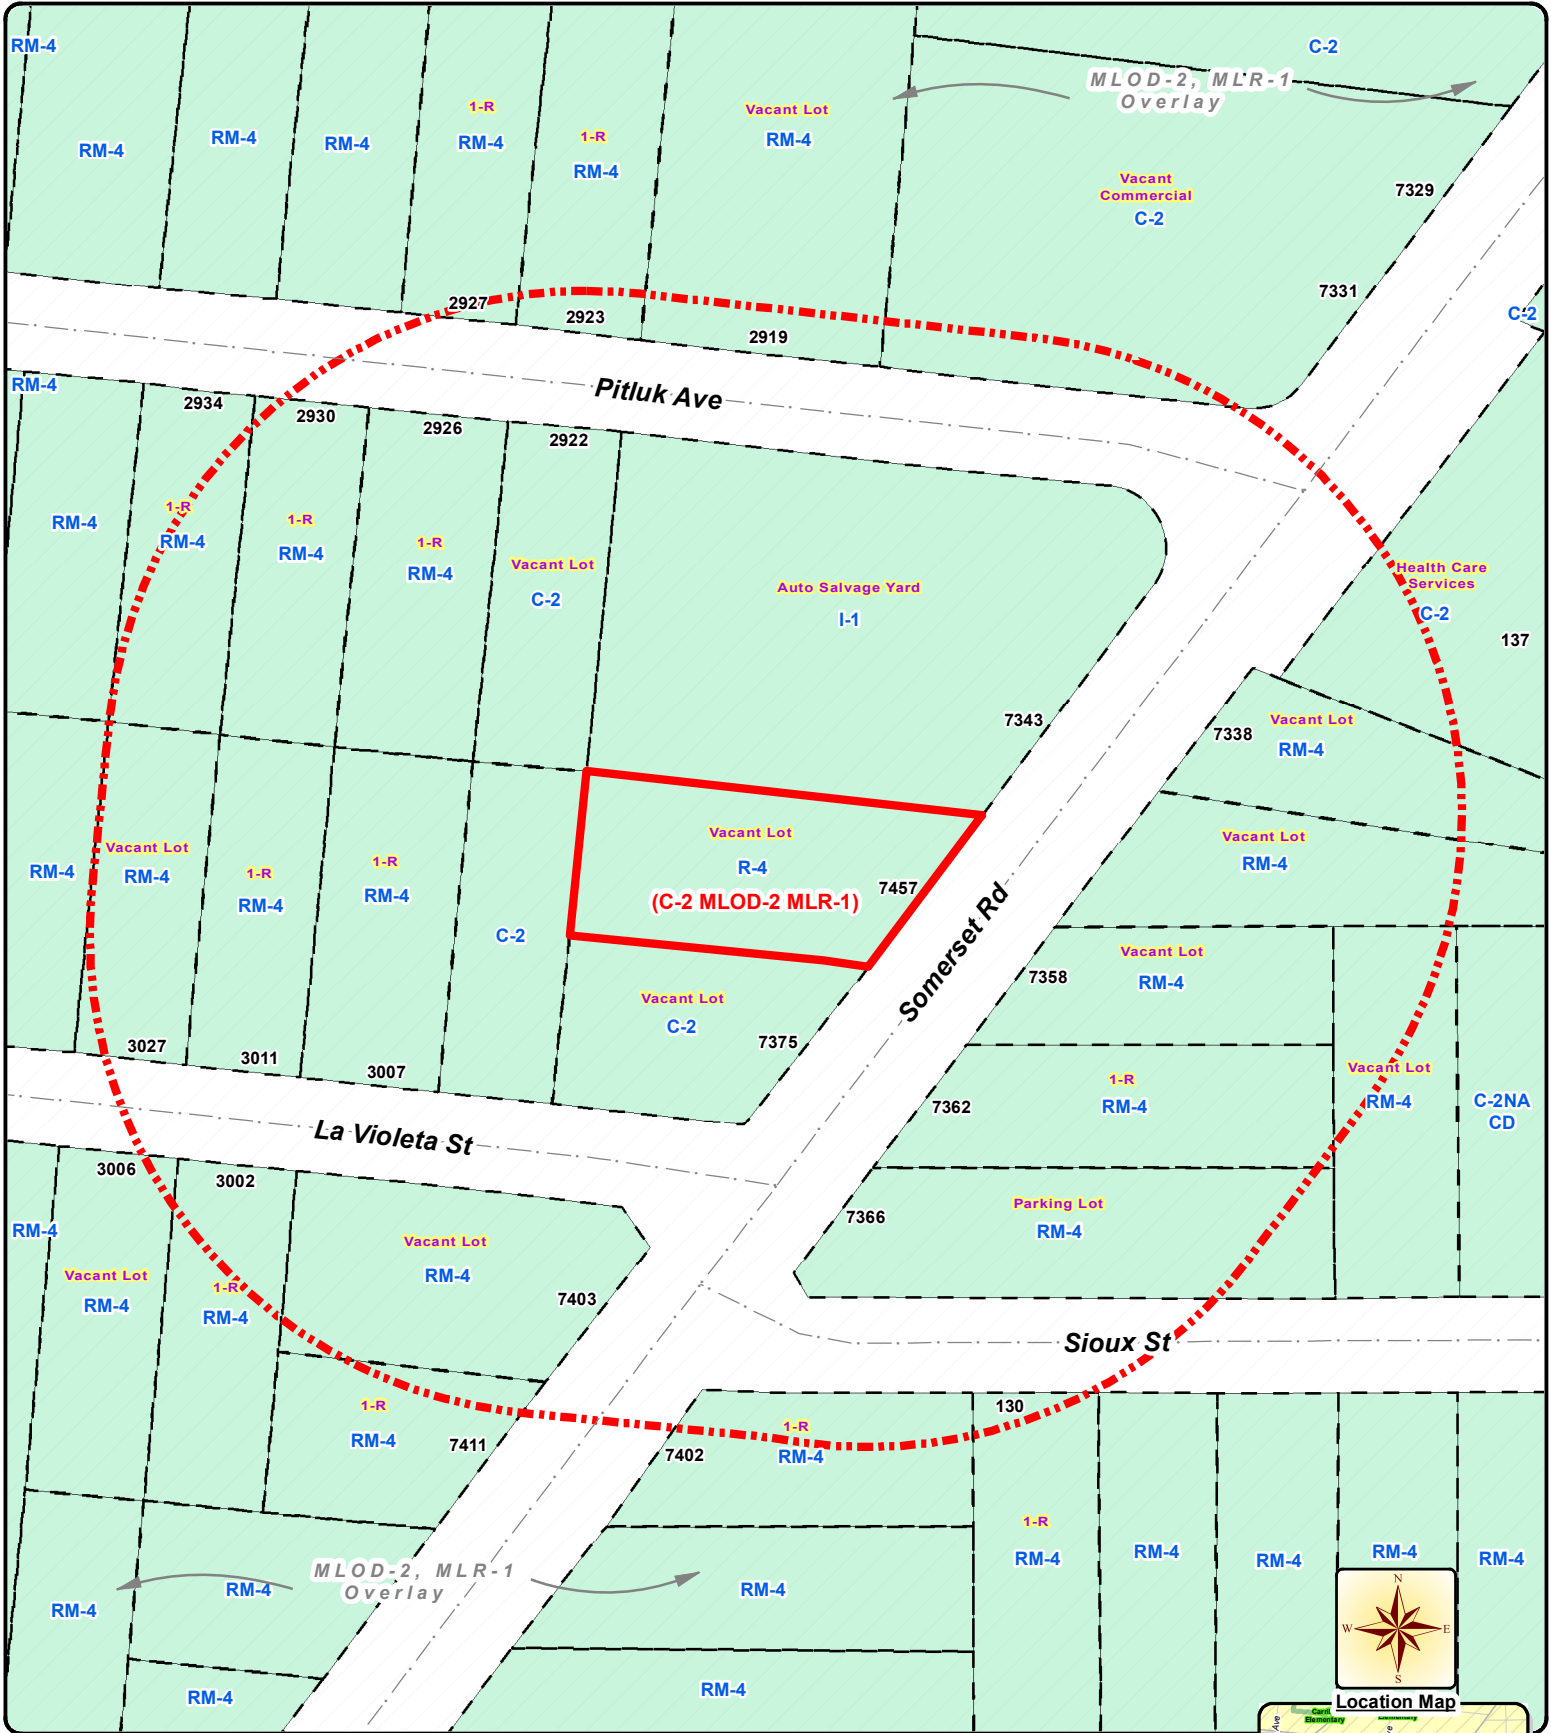 RM-4
C-2
MLOD-2, MLR-1
Overlay
1-R
RM-4
Vacant Lot
RM-4
1-R
RM-4
RM-4
RM-4
RM-4
Vacant
Commercial
C-2
7329
7331
C-2
2927
2923
2919
Pitluk Ave
RM-4
2934
2930
2926
2922
1-R
RM-4
RM-4
1-R
RM-4
1-R
RM-4
Vacant Lot
C-2
Auto Salvage Yard
I-1
Health Care
Services
C-2
137
7343
7338
Vacant Lot
RM-4
Vacant Lot
R-4
(C-2 MLOD-2 MLR-1)
7457
Vacant Lot
RM-4
RM-4
Vacant Lot
RM-4
1-R
RM-4
1-R
RM-4
C-2
Somerset Rd
Vacant Lot
C-2
7375
7358
Vacant Lot
RM-4
3027
3011
3007
7362
1-R
RM-4
Vacant Lot
RM-4
C-2NA
CD
La Violeta St
3006
3002
7366
Parking Lot
RM-4
RM-4
Vacant Lot
RM-4
Vacant Lot
RM-4
1-R
RM-4
7403
Sioux St
1-R
RM-4
7411
7402
1-R
RM-4
130
1-R
RM-4
RM-4
RM-4
RM-4
RM-4
MLOD-2, MLR-1
Overlay
RM-4
RM-4
RM-4
RM-4
RM-4
N
W
E
S
Location Map
Elementary
Elementary
Ave